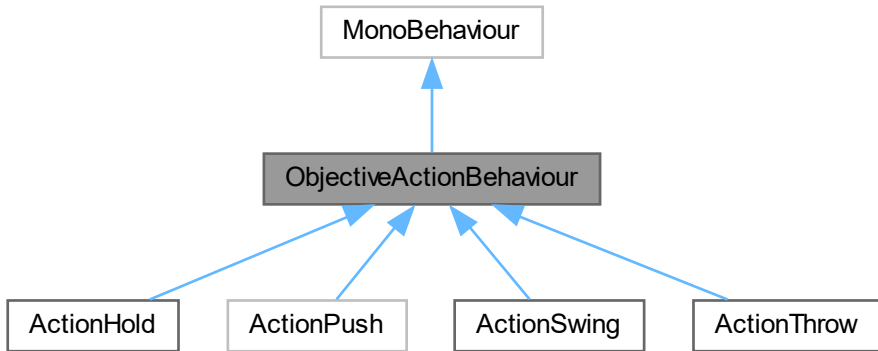 MonoBehaviour
ObjectiveActionBehaviour
ActionHold
ActionPush
ActionSwing
ActionThrow